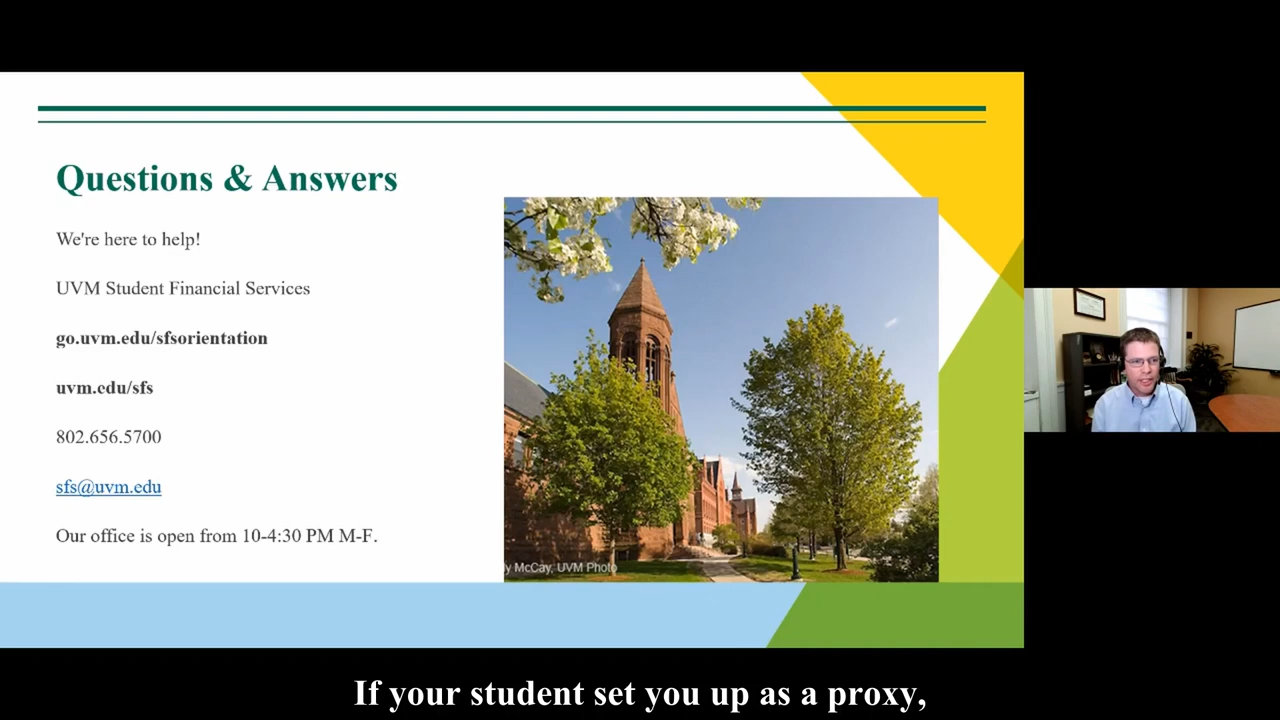 Questions & Answers
We're here to help!
UVM Student Financial Services
go.uvm.edu/sfsorientation
uvm.edu/sfs
802.656.5700
sfs@uvm.edu
Our office is open from 10-4:30 PM M-F.
y McCay, UVM Photo
If your student set you up as a proxy,